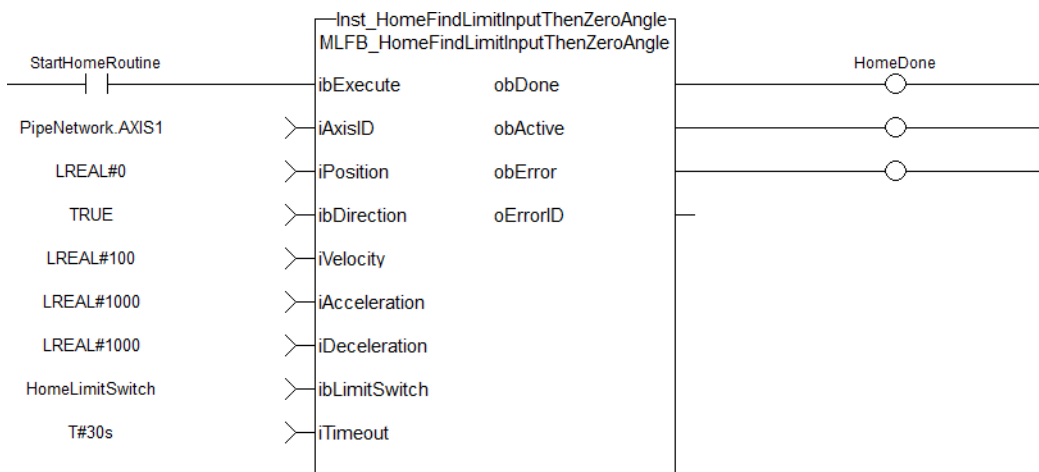 Inst_HomeFindLimitInputThenZeroAngle
MLFB_HomeFindLimitInputThenZeroAngle
StartHomeRoutine
HomeDone
ibExecute obDone
PipeNetwork.AXIS1 iAxisID obActive
LREAL#0 iPosition obError
TRUE ibDirection oErrorID
LREAL#100 iVelocity
LREAL#1000 iAcceleration
LREAL#1000 iDeceleration
HomeLimitSwitch ibLimitSwitch
T#30s iTimeout